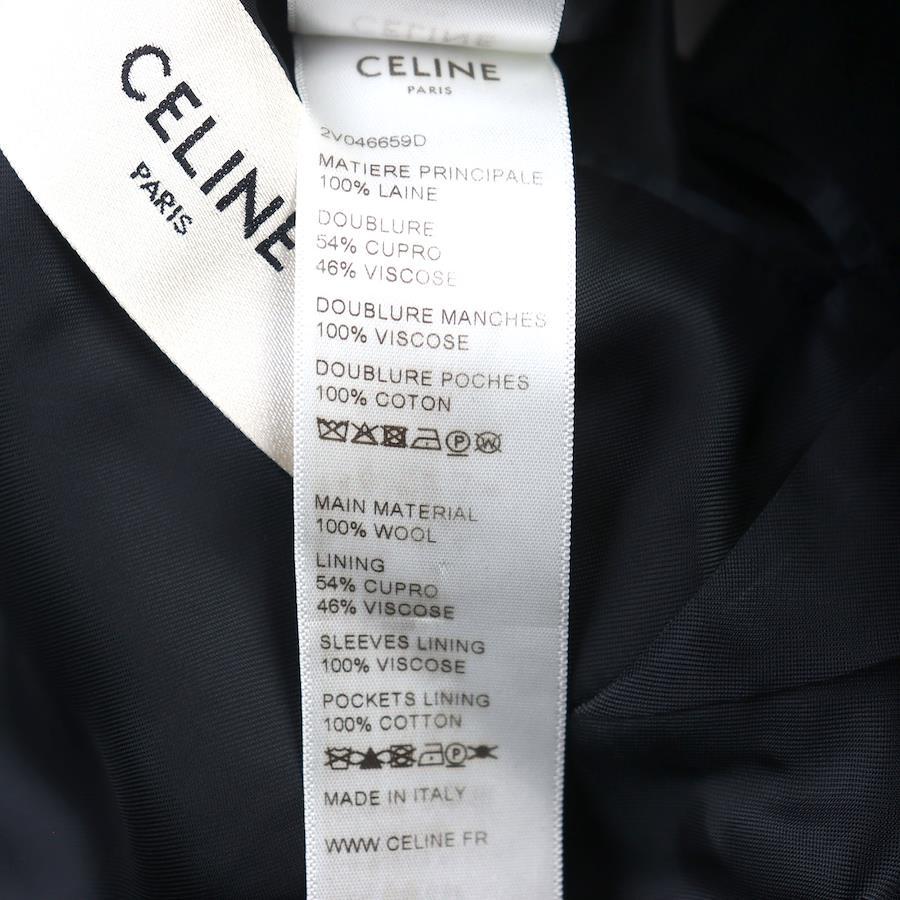 CELINE
PARIS
CELINE
PARIS
2V046659D
MATIERE PRINCIPALE
100% LAINE
DOUBLURE
54% CUPRO
46% VISCOSE
DOUBLURE MANCHES
100% VISCOSE
DOUBLURE POCHES
100% COTON
P W
MAIN MATERIAL
100% WOOL
LINING
54% CUPRO
46% VISCOSE
SLEEVES LINING
100% VISCOSE
POCKETS LINING
100% COTTON
P
MADE IN ITALY
WWW.CELINE.FR